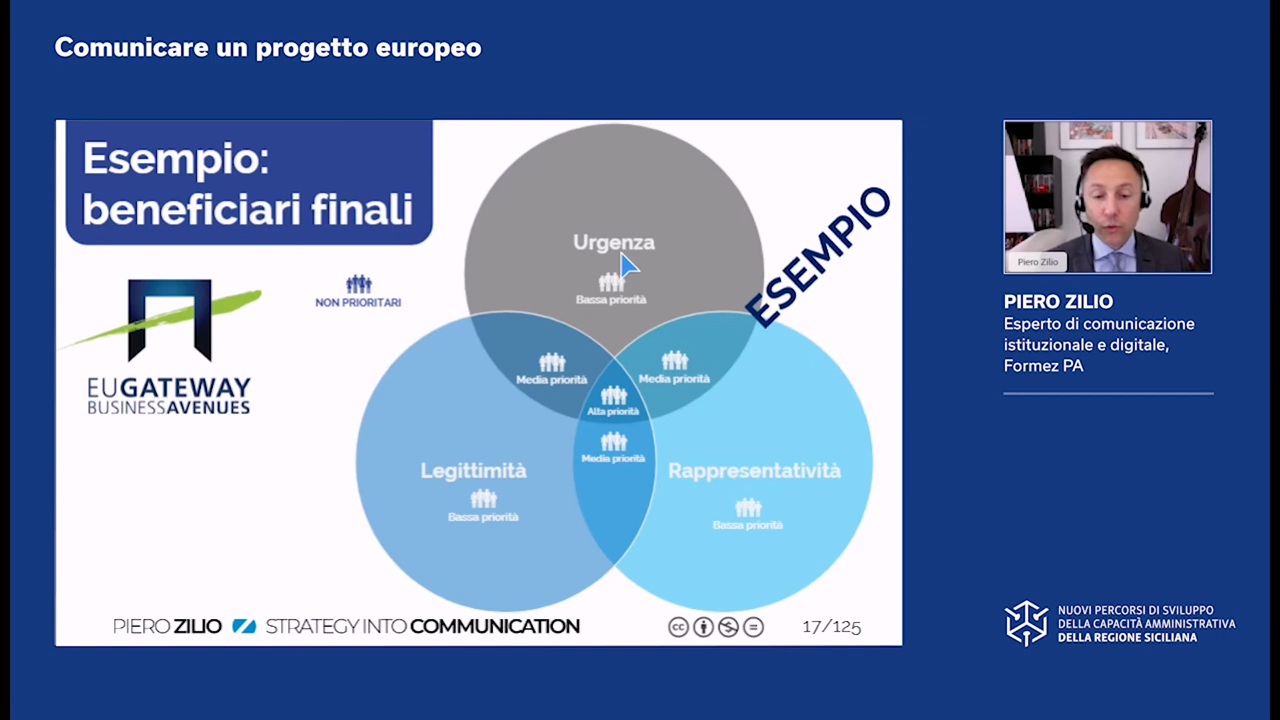 Comunicare un progetto europeo
Esempio:
beneficiari finali
EUGATEWAY
BUSINESSAVENUES
NON PRIORITARI
Urgenza
Bassa priorità
ESEMPIO
Media priorità
Media priorità
Alta priorità
Media priorità
Legittimità
Bassa priorità
Rappresentatività
Bassa priorità
PIERO ZILIO STRATEGY INTO COMMUNICATION
cc
17/125
Piero Zilio
PIERO ZILIO
Esperto di comunicazione
istituzionale e digitale,
Formez PA
NUOVI PERCORSI DI SVILUPPO
DELLA CAPACITÀ AMMINISTRATIVA
DELLA REGIONE SICILIANA